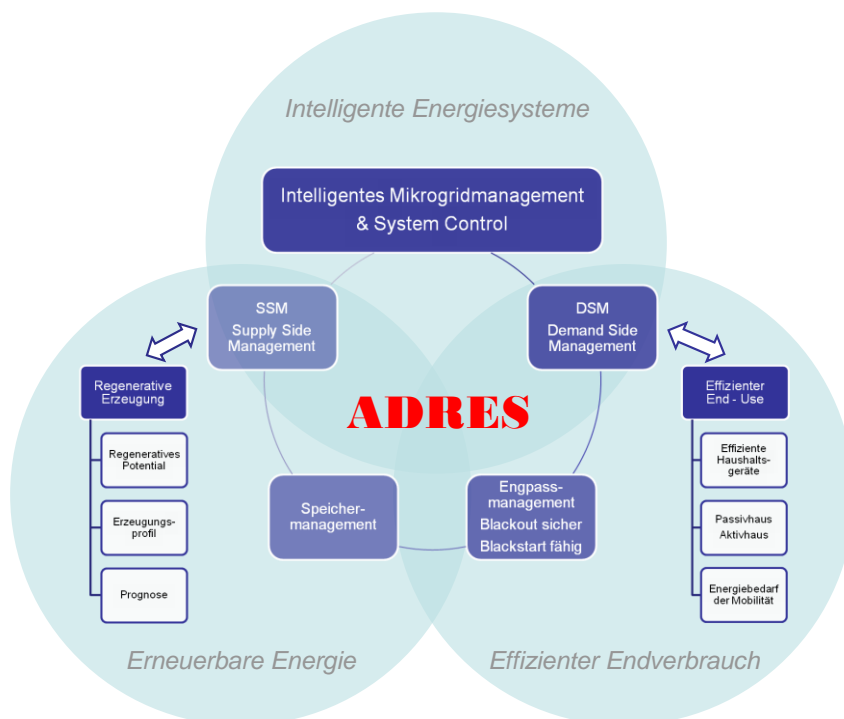 Intelligente Energiesysteme
Intelligentes Mikrogridmanagement
& System Control
SSM
Supply Side
Management
DSM
Demand Side
Management
Regenerative
Erzeugung
Regeneratives
Potential
Erzeugungs-
profil
Prognose
ADRES
Effizienter
End - Use
Effiziente
Haushalts-
geräte
Passivhaus
Aktivhaus
Energiebedarf
der Mobilität
Speicher-
management
Engpass-
management
Blackout sicher
Blackstart fähig
Erneuerbare Energie
Effizienter Endverbrauch